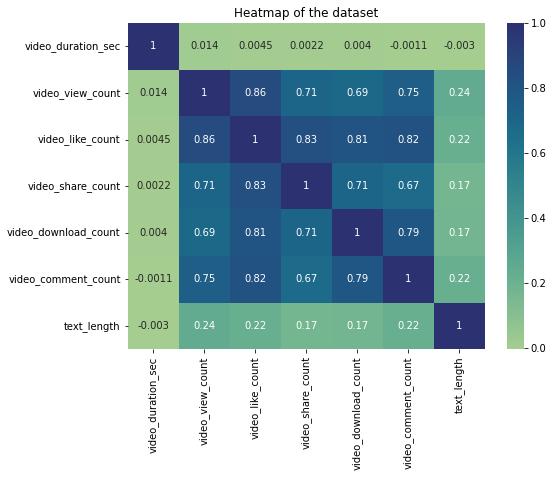 Heatmap of the dataset
video_duration_sec 1 0.014 0.0045 0.0022 0.004 -0.0011 -0.003
video_view_count 0.014 1 0.86 0.71 0.69 0.75 0.24
video_like_count 0.0045 0.86 1 0.83 0.81 0.82 0.22
video_share_count 0.0022 0.71 0.83 1 0.71 0.67 0.17
video_download_count 0.004 0.69 0.81 0.71 1 0.79 0.17
video_comment_count -0.0011 0.75 0.82 0.67 0.79 1 0.22
text_length -0.003 0.24 0.22 0.17 0.17 0.22 1
video_duration_sec
video_view_count
video_like_count
video_share_count
video_download_count
video_comment_count
text_length
1.0
0.8
0.6
0.4
0.2
0.0